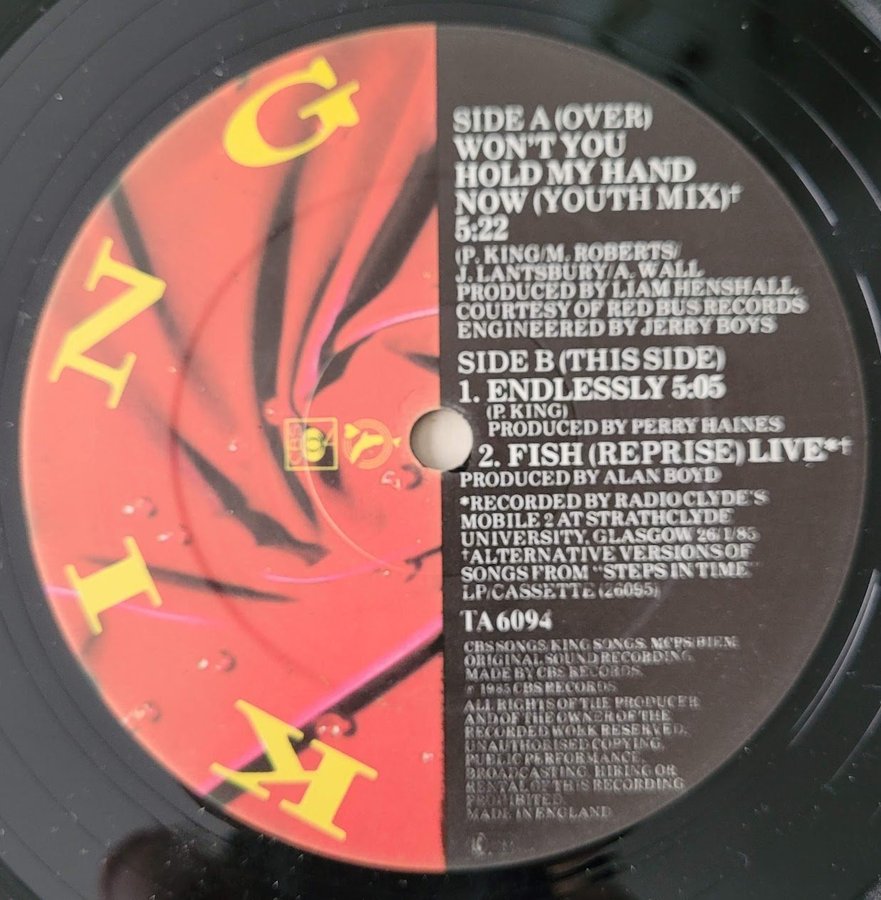 KING
SIDE A (OVER)
WON'T YOU
HOLD MY HAND
NOW (YOUTH MIX)†
5:22
(P. KING/M. ROBERTS/
J. LANTSBURY/A. WALL
PRODUCED BY LIAM HENSHALL.
COURTESY OF RED BUS RECORDS
ENGINEERED BY JERRY BOYS
SIDE B (THIS SIDE)
1. ENDLESSLY 5:05
(P. KING)
PRODUCED BY PERRY HAINES
2. FISH (REPRISE) LIVE*†
PRODUCED BY ALAN BOYD
*RECORDED BY RADIO CLYDE'S
MOBILE 2 AT STRATHCLYDE
UNIVERSITY, GLASGOW 26/1/85
†ALTERNATIVE VERSIONS OF
SONGS FROM "STEPS IN TIME"
LP/CASSETTE (26095)
TA 6094
CBS SONGS/KING SONGS. MCPS/BIEM
ORIGINAL SOUND RECORDING
MADE BY CBS RECORDS.
℗ 1985 CBS RECORDS
ALL RIGHTS OF THE PRODUCER
AND OF THE OWNER OF THE
RECORDED WORK RESERVED.
UNAUTHORISED COPYING,
PUBLIC PERFORMANCE,
BROADCASTING, HIRING OR
RENTAL OF THIS RECORDING
PROHIBITED.
MADE IN ENGLAND